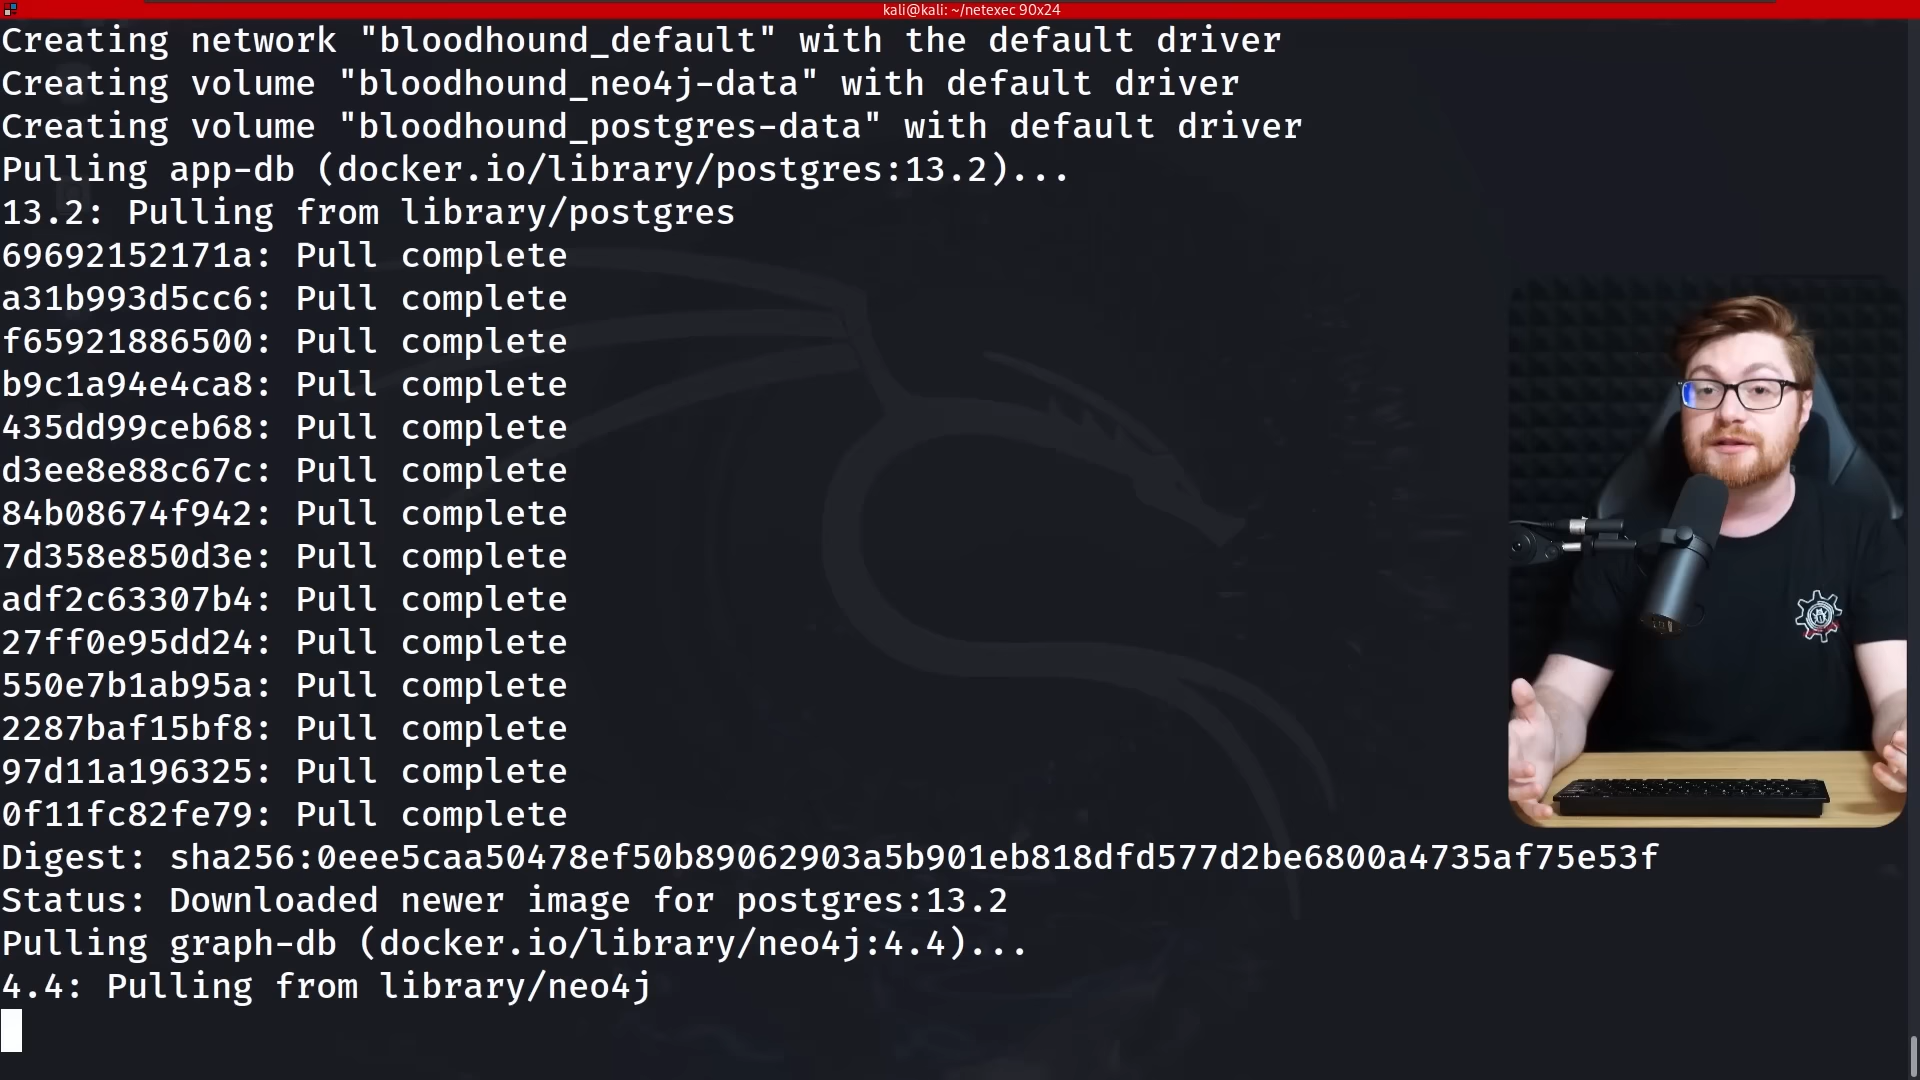 kali@kali: ~/netexec 90x24
Creating network "bloodhound_default" with the default driver
Creating volume "bloodhound_neo4j-data" with default driver
Creating volume "bloodhound_postgres-data" with default driver
Pulling app-db (docker.io/library/postgres:13.2)...
13.2: Pulling from library/postgres
69692152171a: Pull complete
a31b993d5cc6: Pull complete
f65921886500: Pull complete
b9c1a94e4ca8: Pull complete
435dd99ceb68: Pull complete
d3ee8e88c67c: Pull complete
84b08674f942: Pull complete
7d358e850d3e: Pull complete
adf2c63307b4: Pull complete
27ff0e95dd24: Pull complete
550e7b1ab95a: Pull complete
2287baf15bf8: Pull complete
97d11a196325: Pull complete
0f11fc82fe79: Pull complete
Digest: sha256:0eee5caa50478ef50b89062903a5b901eb818dfd577d2be6800a4735af75e53f
Status: Downloaded newer image for postgres:13.2
Pulling graph-db (docker.io/library/neo4j:4.4)...
4.4: Pulling from library/neo4j